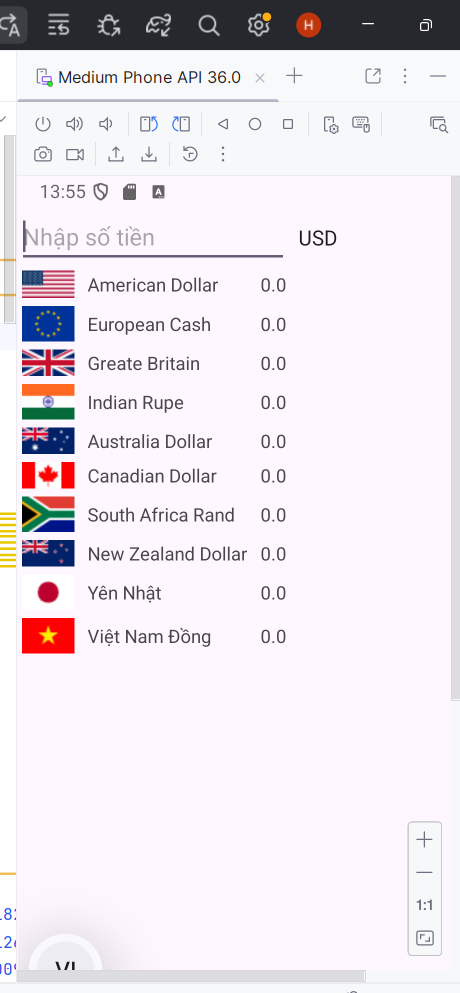 H
Medium Phone API 36.0
13:55
A
Nhập số tiền USD
American Dollar 0.0
European Cash 0.0
Greate Britain 0.0
Indian Rupe 0.0
Australia Dollar 0.0
Canadian Dollar 0.0
South Africa Rand 0.0
New Zealand Dollar 0.0
Yên Nhật 0.0
Việt Nam Đồng 0.0
1:1